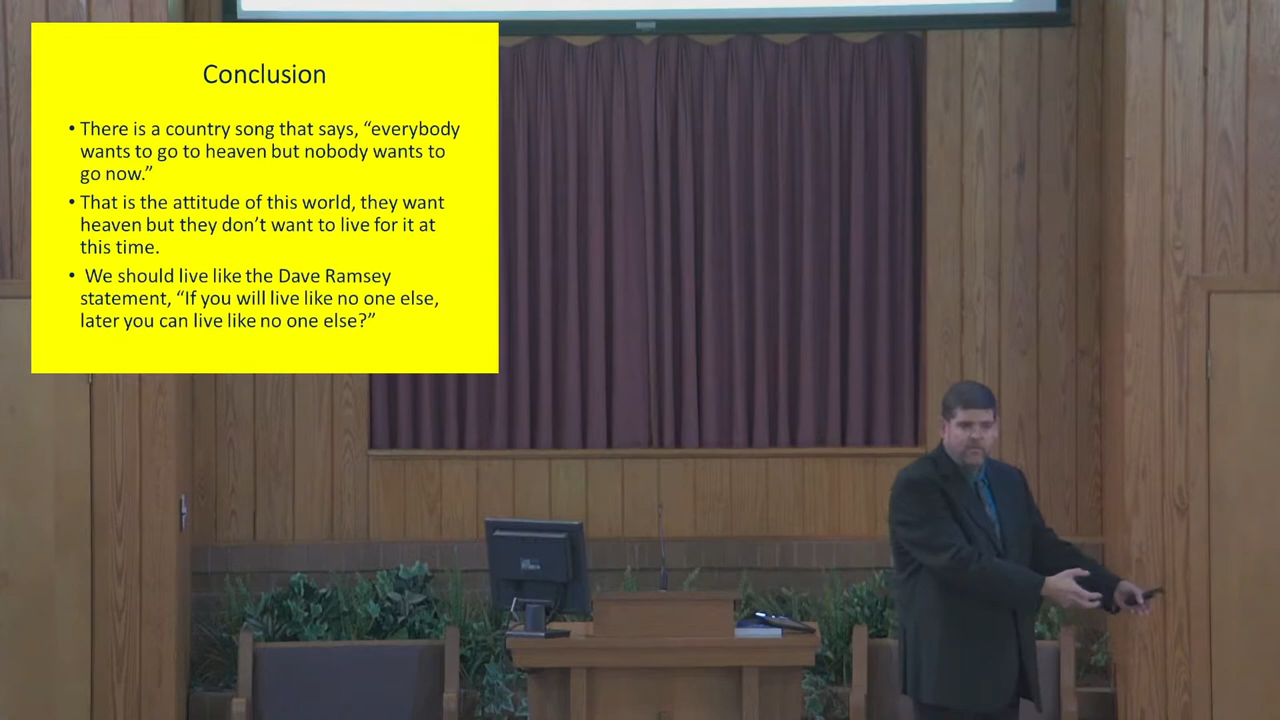 Conclusion
• There is a country song that says, “everybody
wants to go to heaven but nobody wants to
go now.”
• That is the attitude of this world, they want
heaven but they don’t want to live for it at
this time.
• We should live like the Dave Ramsey
statement, “If you will live like no one else,
later you can live like no one else?”